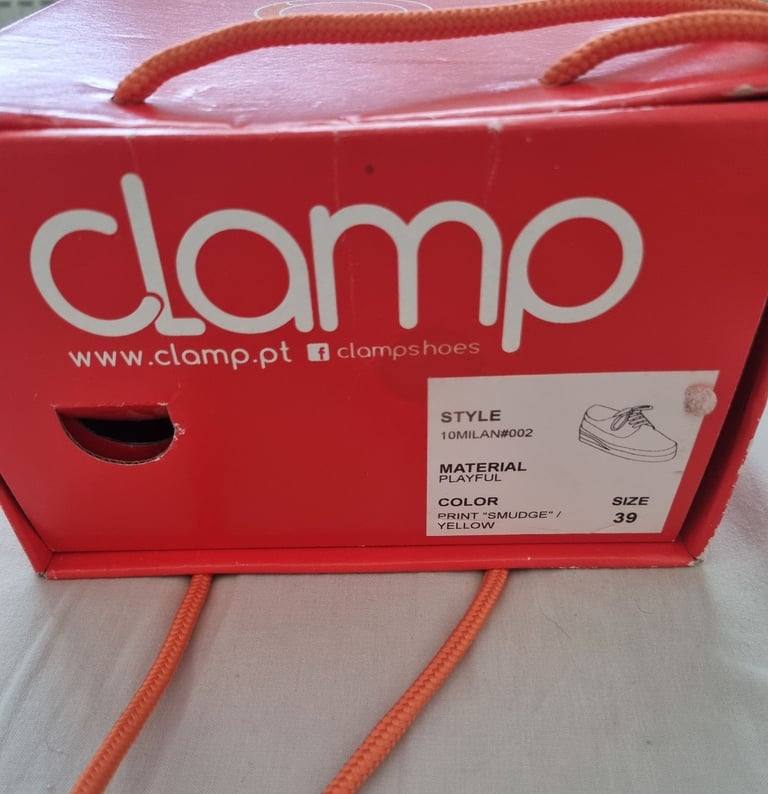 clamp
www.clamp.pt f clampshoes
STYLE
10MILAN#002
MATERIAL
PLAYFUL
COLOR
PRINT "SMUDGE" /
YELLOW
SIZE
39